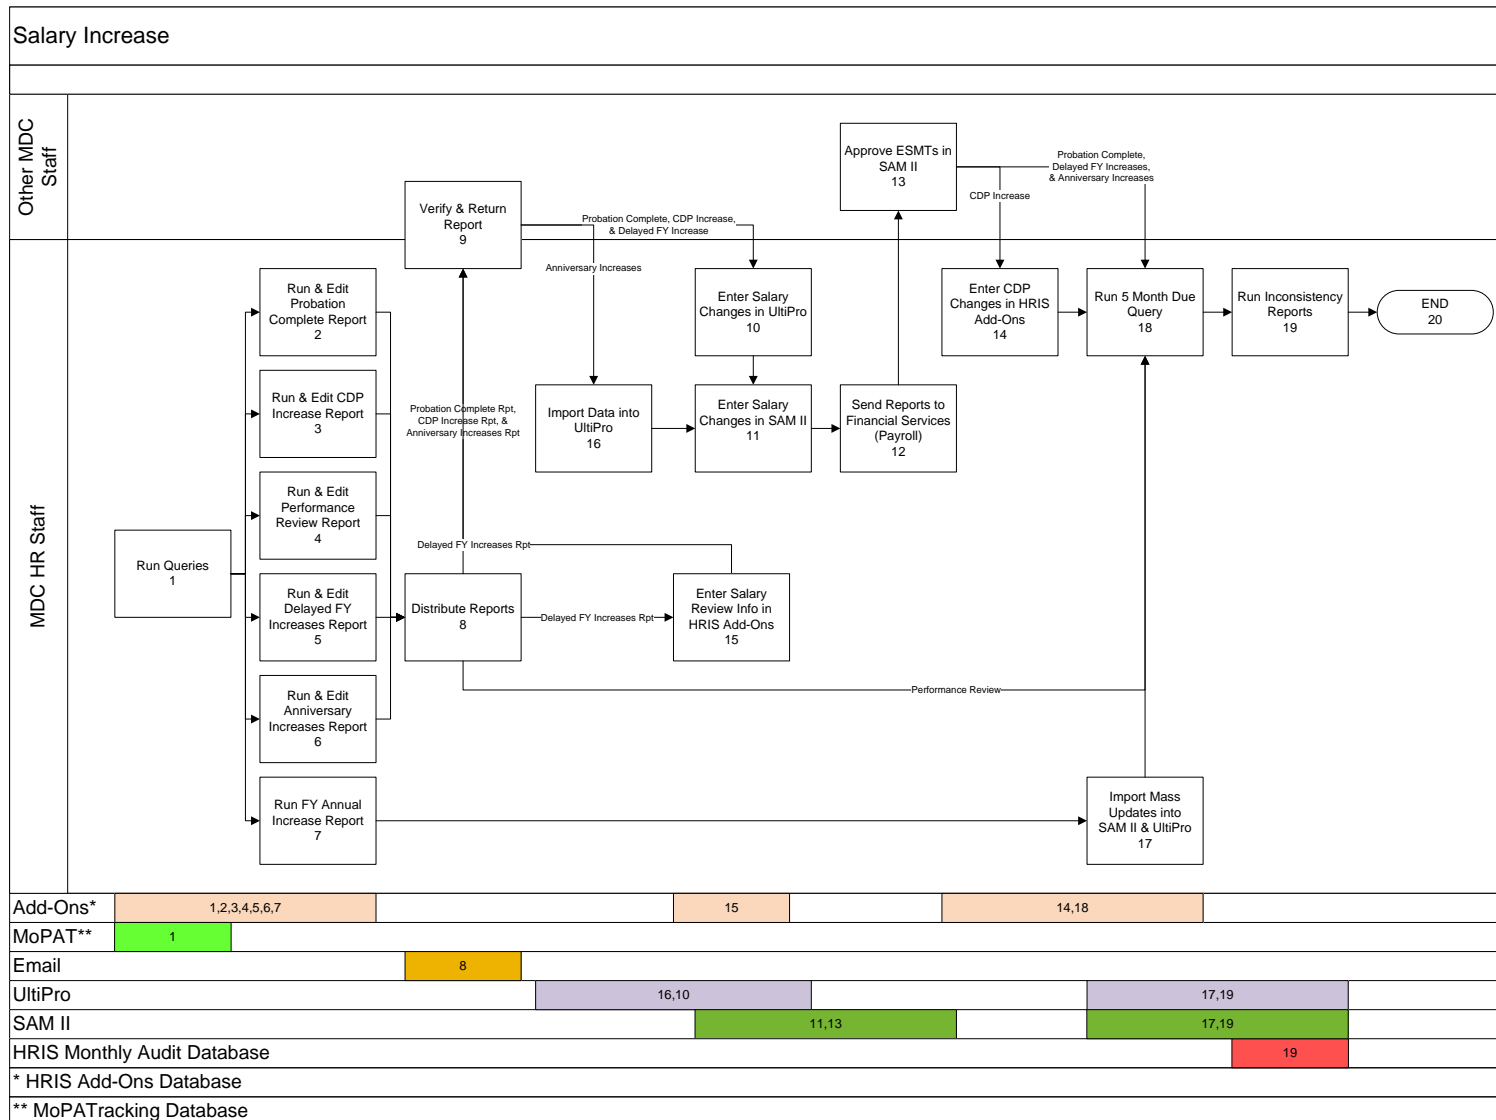 Salary Increase
Other MDC
Staff
MDC HR Staff
Run Queries
1
Run & Edit
Probation
Complete Report
2
Run & Edit CDP
Increase Report
3
Run & Edit
Performance
Review Report
4
Run & Edit
Delayed FY
Increases Report
5
Run & Edit
Anniversary
Increases Report
6
Run FY Annual
Increase Report
7
Distribute Reports
8
Probation Complete Rpt,
CDP Increase Rpt, &
Anniversary Increases Rpt
Delayed FY Increases Rpt
Delayed FY Increases Rpt
Performance Review
Verify & Return
Report
9
Probation Complete, CDP Increase,
& Delayed FY Increase
Anniversary Increases
Enter Salary
Changes in UltiPro
10
Import Data into
UltiPro
16
Enter Salary
Changes in SAM II
11
Send Reports to
Financial Services
(Payroll)
12
Enter Salary
Review Info in
HRIS Add-Ons
15
Approve ESMTs in
SAM II
13
Probation Complete,
Delayed FY Increases,
& Anniversary Increases
CDP Increase
Enter CDP
Changes in HRIS
Add-Ons
14
Run 5 Month Due
Query
18
Run Inconsistency
Reports
19
END
20
Import Mass
Updates into
SAM II & UltiPro
17
Add-Ons*
1,2,3,4,5,6,7
15
14,18
MoPAT**
1
Email
8
UltiPro
16,10
17,19
SAM II
11,13
17,19
HRIS Monthly Audit Database
19
* HRIS Add-Ons Database
** MoPATracking Database